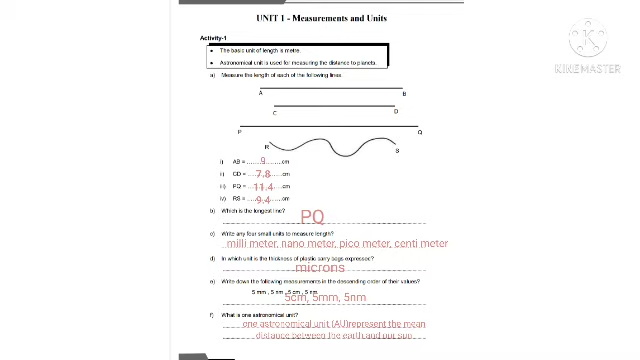 UNIT 1 - Measurements and Units
KINEMASTER
Activity-1
• The basic unit of length is metre.
• Astronomical unit is used for measuring the distance to planets.
a) Measure the length of each of the following lines
A B
C D
P Q
R S
i) AB = ......9......cm
ii) CD = .....7.8......cm
iii) PQ = .....11.4......cm
iv) RS = .....9.4......cm
b) Which is the longest line?
PQ
c) Write any four small units to measure length?
milli meter, nano meter, pico meter, centi meter
d) In which unit is the thickness of plastic carry bags expressed?
microns
e) Write down the following measurements in the descending order of their values?
5 mm , 5 nm , 5 cm , 5 nm
5cm, 5mm, 5nm
f) What is one astronomical unit?
one astronomical unit (AU)represent the mean
distance between the earth and our sun